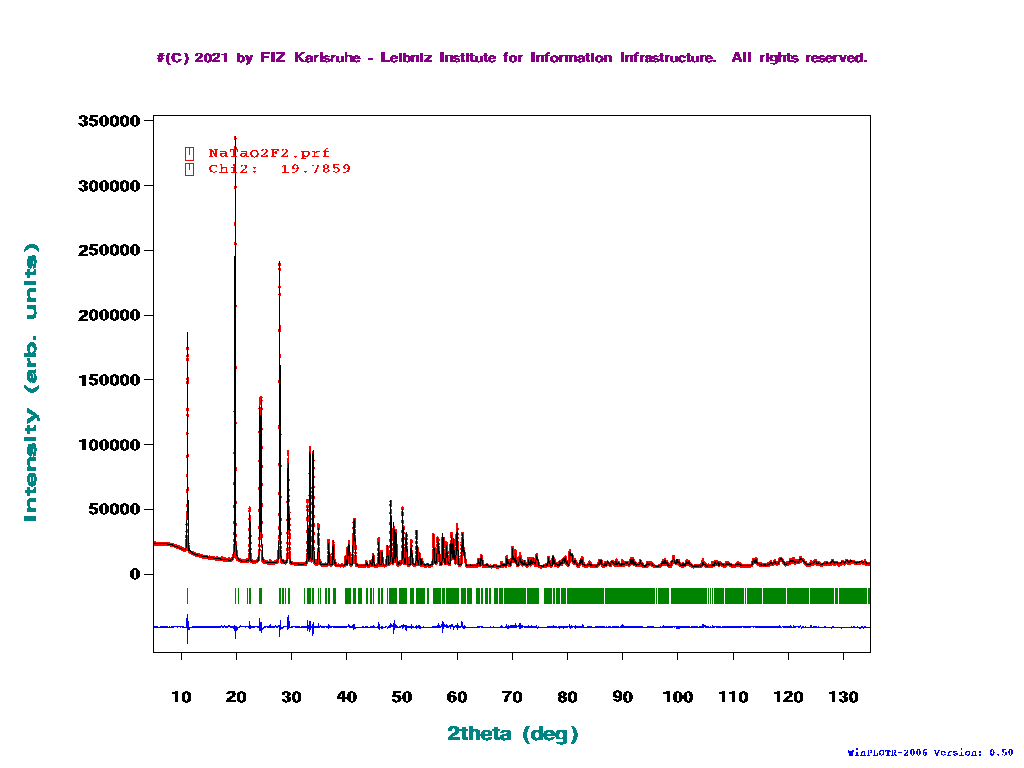 #(C) 2021 by FIZ Karlsruhe - Leibniz Institute for Information Infrastructure. All rights reserved.
350000
NaTaO2F2.prf
Chi2: 19.7859
300000
250000
200000
150000
100000
50000
0
Intensity (arb. units)
10 20 30 40 50 60 70 80 90 100 110 120 130
2theta (deg)
WinPLOTR-2006 Version: 0.50